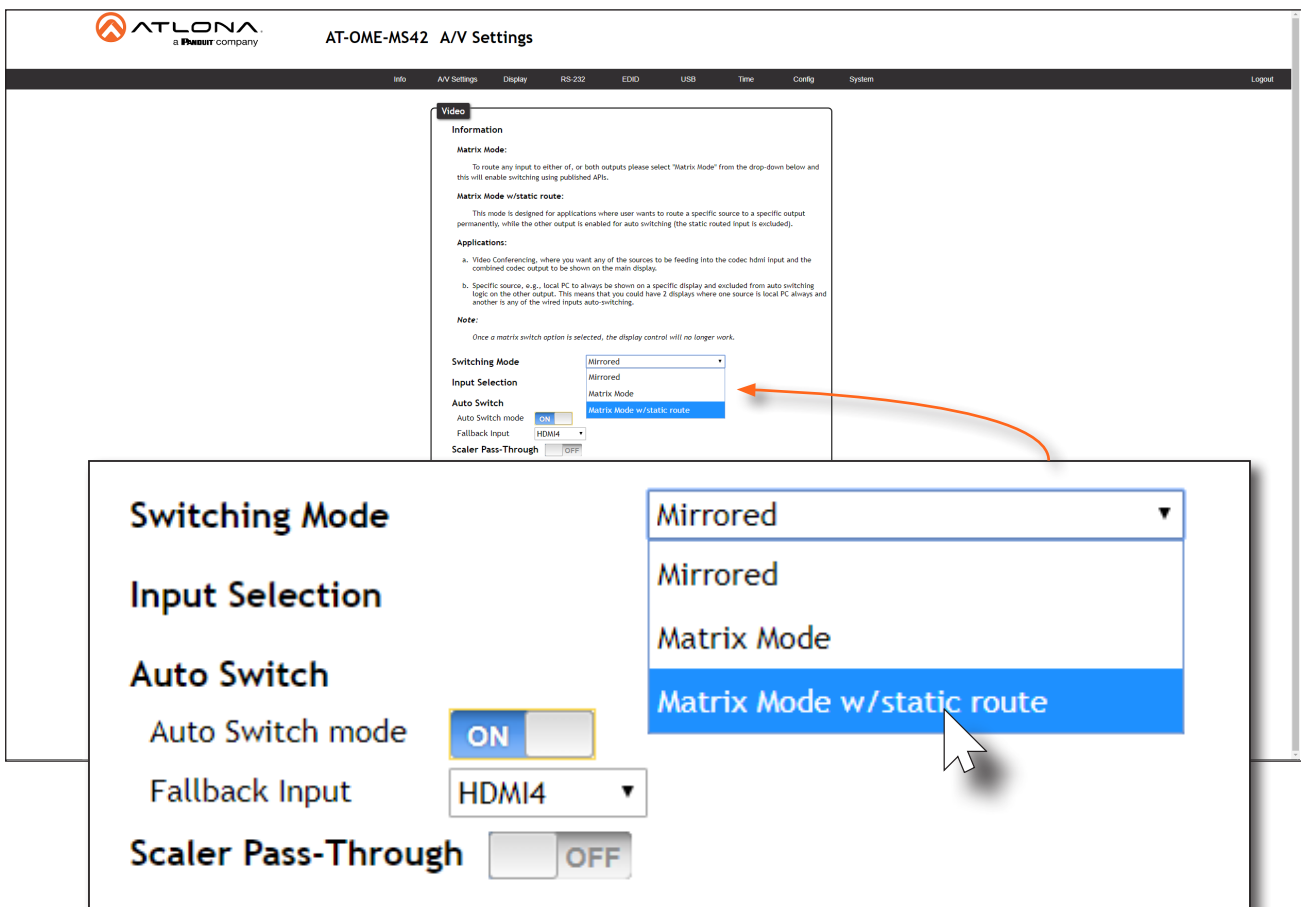 ATLONA.
a PANDUIT company
AT-OME-MS42 A/V Settings
Info A/V Settings Display RS-232 EDID USB Time Config System Logout
Video
Information
Matrix Mode:
To route any input to either of, or both outputs please select "Matrix Mode" from the drop-down below and
this will enable switching using published APIs.
Matrix Mode w/static route:
This mode is designed for applications where user wants to route a specific source to a specific output
permanently, while the other output is enabled for auto switching (the static routed input is excluded).
Applications:
a. Video Conferencing, where you want any of the sources to be feeding into the codec hdmi input and the
combined codec output to be shown on the main display.
b. Specific source, e.g., local PC to always be shown on a specific display and excluded from auto switching
logic on the other output. This means that you could have 2 displays where one source is local PC always and
another is any of the wired inputs auto-switching.
Note:
Once a matrix switch option is selected, the display control will no longer work.
Switching Mode Mirrored
Mirrored
Input Selection
Matrix Mode
Auto Switch
Matrix Mode w/static route
Auto Switch mode ON
Fallback Input HDMI4
Scaler Pass-Through OFF
Switching Mode Mirrored
Mirrored
Input Selection
Matrix Mode
Auto Switch
Matrix Mode w/static route
Auto Switch mode ON
Fallback Input HDMI4
Scaler Pass-Through OFF